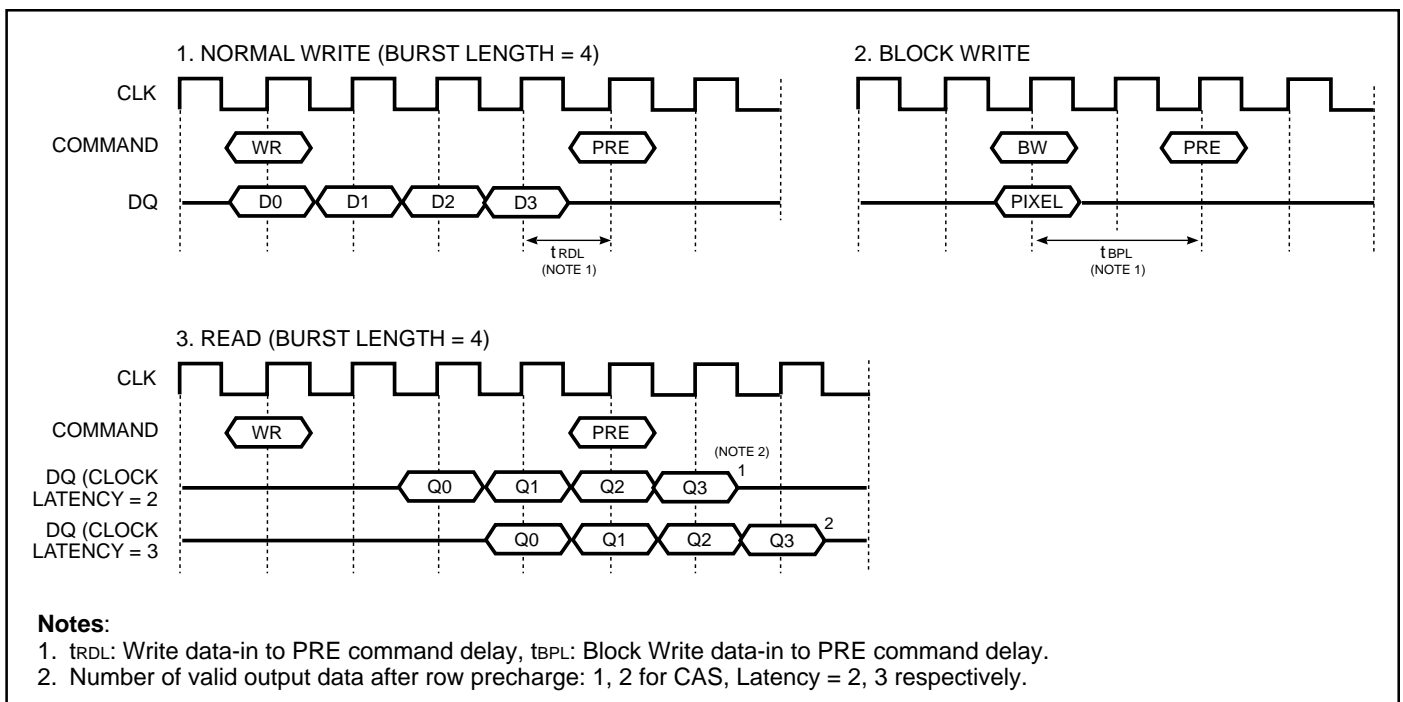 1. NORMAL WRITE (BURST LENGTH = 4)
CLK
COMMAND
WR
PRE
DQ
D0
D1
D2
D3
tRDL
(NOTE 1)
2. BLOCK WRITE
BW
PRE
PIXEL
tBPL
(NOTE 1)
3. READ (BURST LENGTH = 4)
CLK
COMMAND
WR
PRE
(NOTE 2)
DQ (CLOCK
LATENCY = 2
Q0
Q1
Q2
Q3
1
DQ (CLOCK
LATENCY = 3
Q0
Q1
Q2
Q3
2
Notes:
1. tRDL: Write data-in to PRE command delay, tBPL: Block Write data-in to PRE command delay.
2. Number of valid output data after row precharge: 1, 2 for CAS, Latency = 2, 3 respectively.